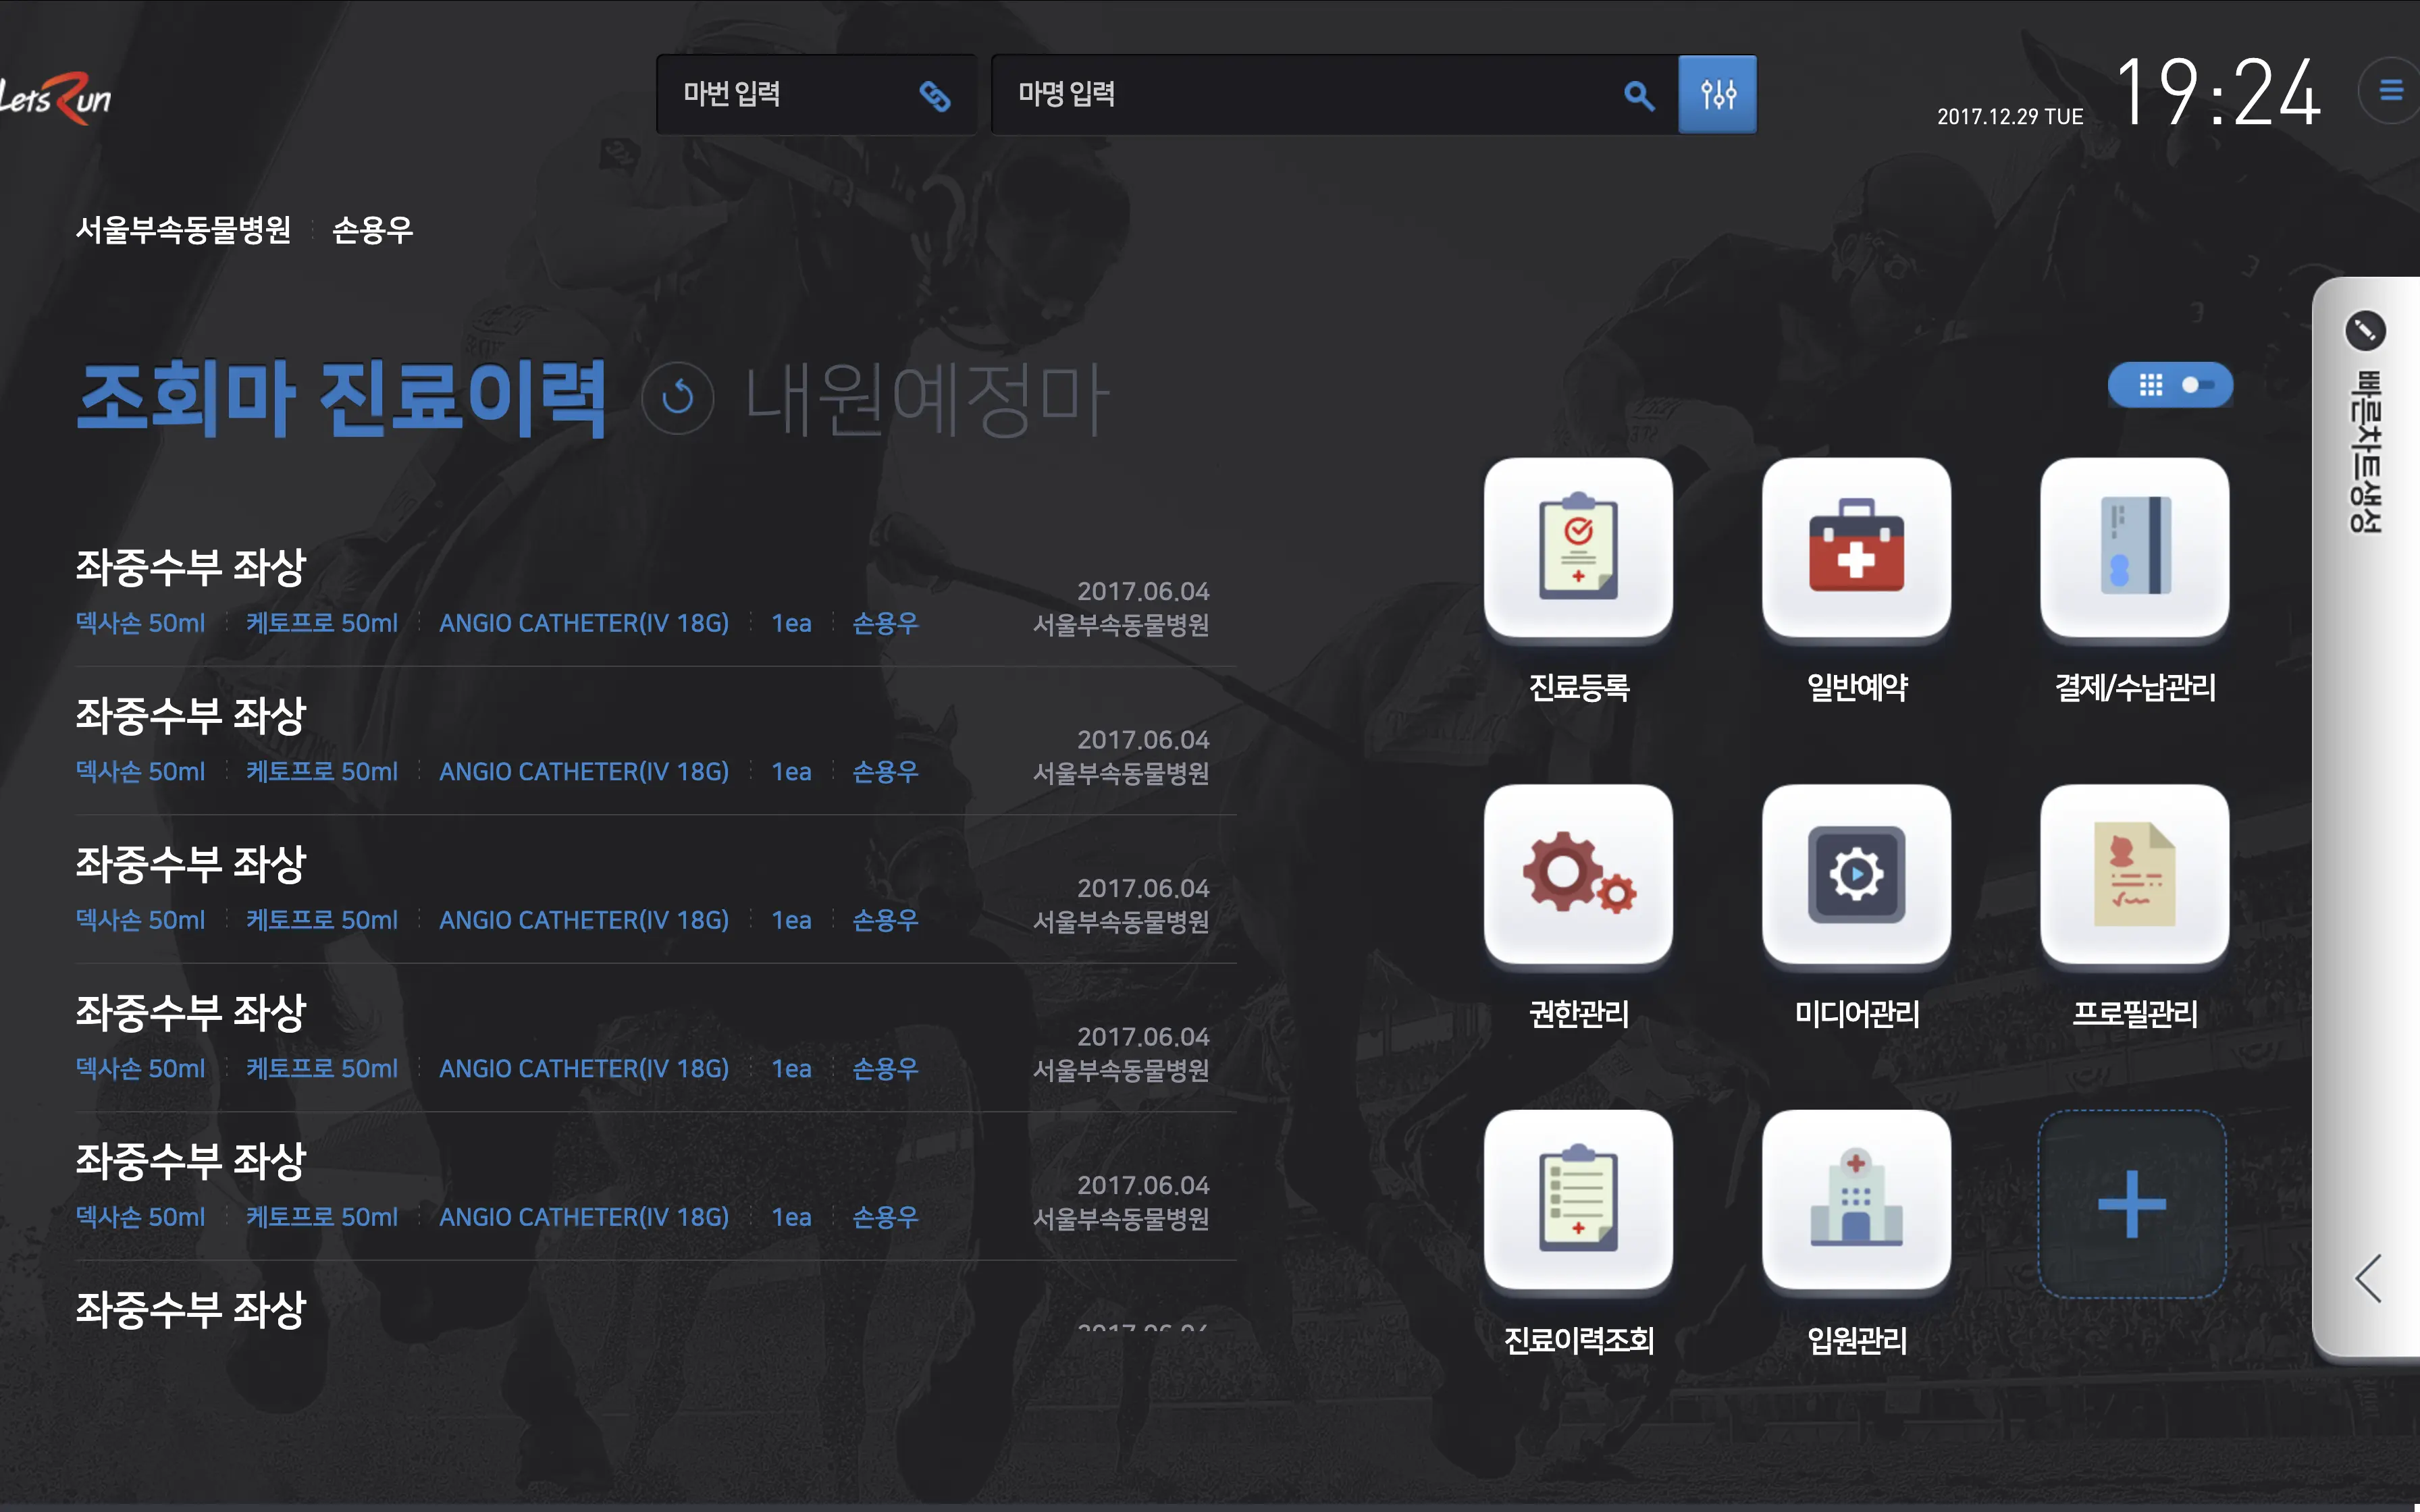 Let's Run
마번 입력
마명 입력
2017.12.29 TUE
19:24
서울부속동물병원 손용우
조회마 진료이력
내원예정마
좌중수부 좌상
덱사손 50ml 케토프로 50ml ANGIO CATHETER(IV 18G) 1ea 손용우
2017.06.04
서울부속동물병원
좌중수부 좌상
덱사손 50ml 케토프로 50ml ANGIO CATHETER(IV 18G) 1ea 손용우
2017.06.04
서울부속동물병원
좌중수부 좌상
덱사손 50ml 케토프로 50ml ANGIO CATHETER(IV 18G) 1ea 손용우
2017.06.04
서울부속동물병원
좌중수부 좌상
덱사손 50ml 케토프로 50ml ANGIO CATHETER(IV 18G) 1ea 손용우
2017.06.04
서울부속동물병원
좌중수부 좌상
덱사손 50ml 케토프로 50ml ANGIO CATHETER(IV 18G) 1ea 손용우
2017.06.04
서울부속동물병원
좌중수부 좌상
2017.06.04
진료등록
일반예약
결제/수납관리
권한관리
미디어관리
프로필관리
진료이력조회
입원관리
빠른차트생성